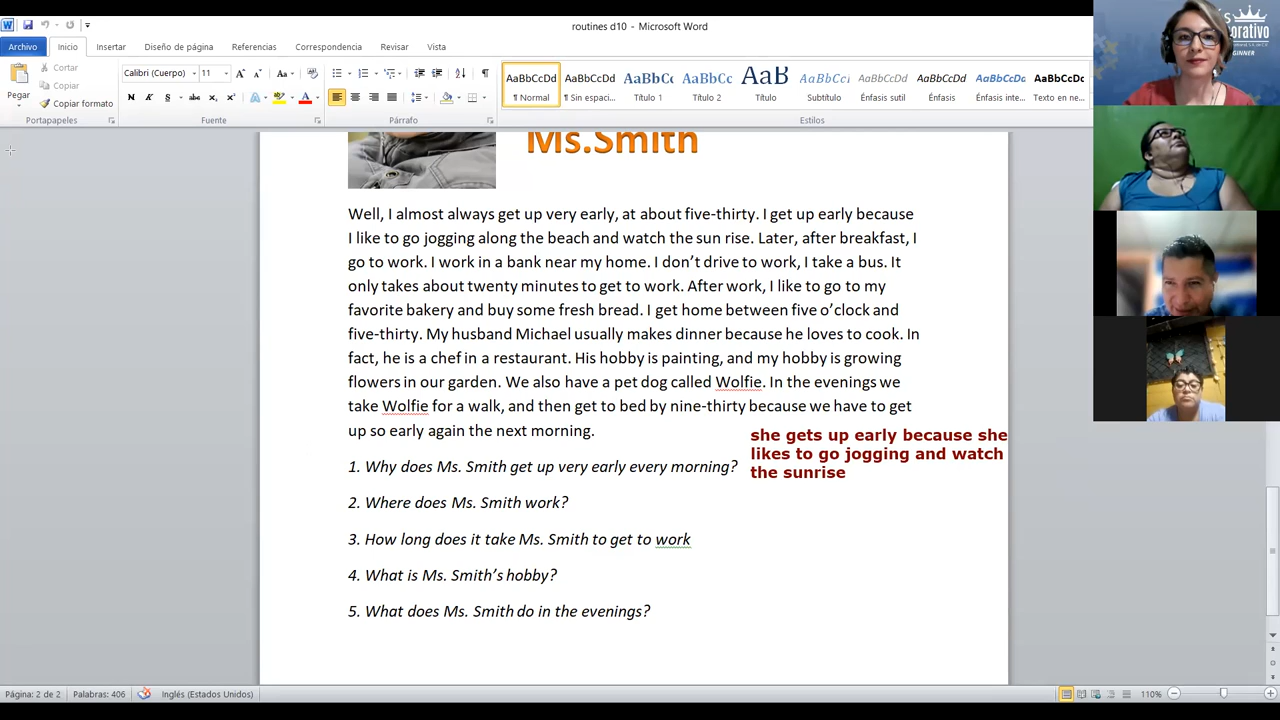 routines d10 - Microsoft Word
Archivo Inicio Insertar Diseño de página Referencias Correspondencia Revisar Vista
Pegar
Cortar
Copiar
Copiar formato
Portapapeles
Calibri (Cuerpo) 11
Fuente
Párrafo
AaBbCcDd AaBbCcDd AaBbCc AaBbCc AaB AaBbCc AaBbCcDd AaBbCcDd AaBbCcDd AaBbCcDc
¶ Normal ¶ Sin espaci... Título 1 Título 2 Título Subtítulo Énfasis sutil Énfasis Énfasis inte... Texto en ne...
Estilos
Ms.Smith
Well, I almost always get up very early, at about five-thirty. I get up early because
I like to go jogging along the beach and watch the sun rise. Later, after breakfast, I
go to work. I work in a bank near my home. I don’t drive to work, I take a bus. It
only takes about twenty minutes to get to work. After work, I like to go to my
favorite bakery and buy some fresh bread. I get home between five o’clock and
five-thirty. My husband Michael usually makes dinner because he loves to cook. In
fact, he is a chef in a restaurant. His hobby is painting, and my hobby is growing
flowers in our garden. We also have a pet dog called Wolfie. In the evenings we
take Wolfie for a walk, and then get to bed by nine-thirty because we have to get
up so early again the next morning.
she gets up early because she
likes to go jogging and watch
the sunrise
1. Why does Ms. Smith get up very early every morning?
2. Where does Ms. Smith work?
3. How long does it take Ms. Smith to get to work
4. What is Ms. Smith’s hobby?
5. What does Ms. Smith do in the evenings?
Página: 2 de 2 Palabras: 406 Inglés (Estados Unidos) 110%